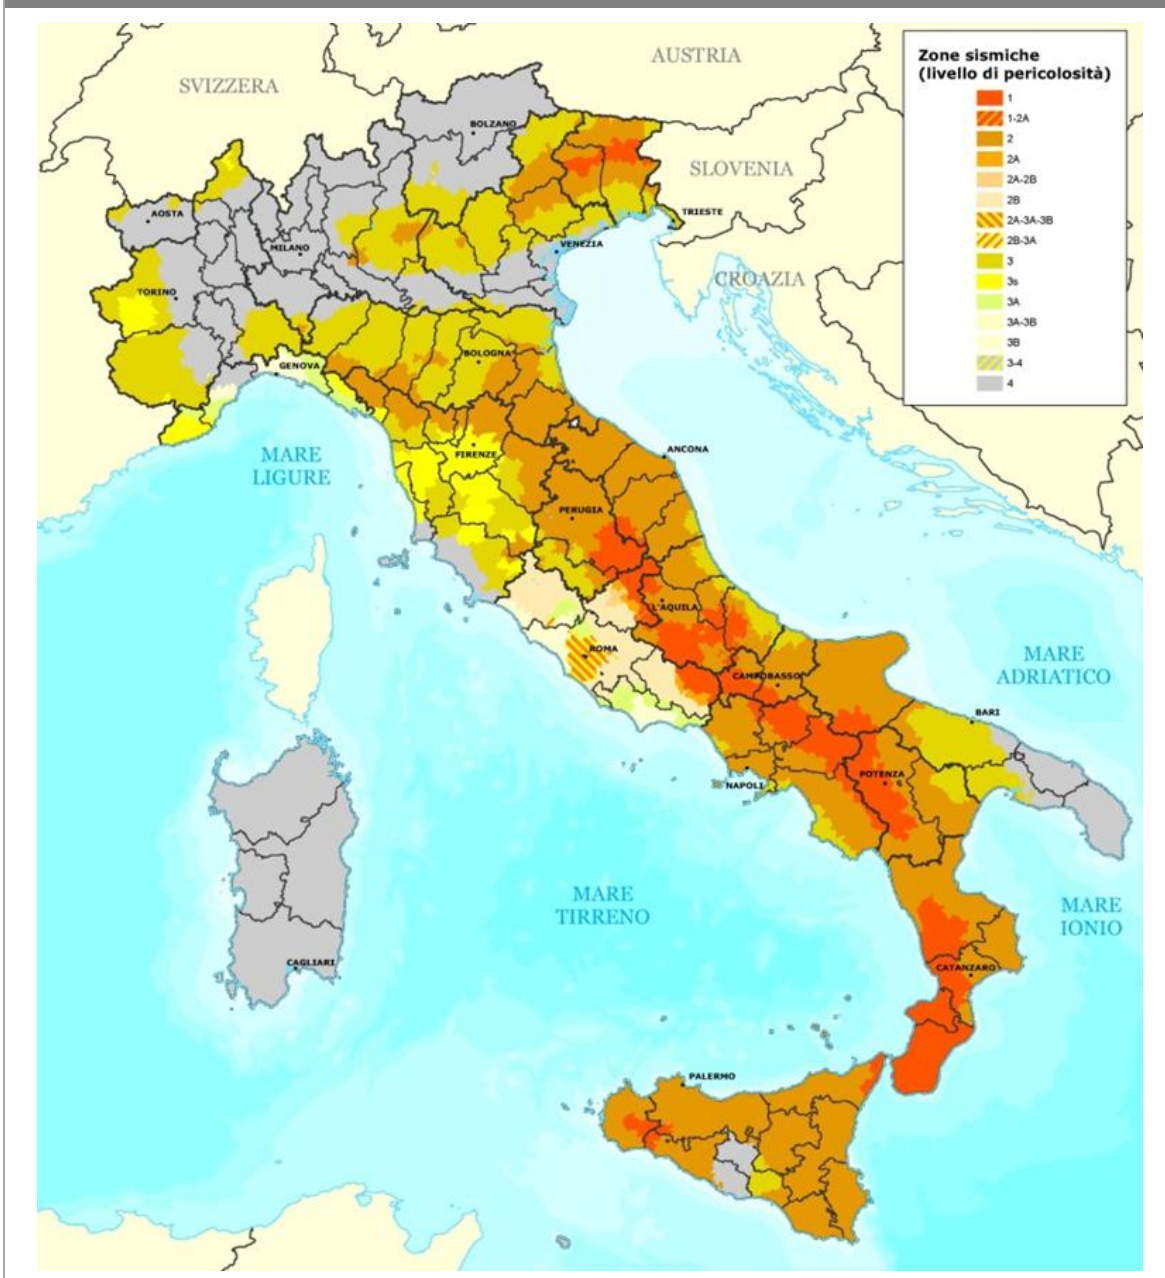 AUSTRIA
SVIZZERA
BOLZANO
SLOVENIA
AOSTA
TRIESTE
MILANO
VENEZIA
CROAZIA
TORINO
BOLOGNA
GENOVA
MARE
LIGURE
FIRENZE
ANCONA
PERUGIA
L'AQUILA
ROMA
MARE
ADRIATICO
CAMPOBASSO
BARI
POTENZA
NAPOLI
MARE
TIRRENO
MARE
IONIO
CAGLIARI
CATANZARO
PALERMO
Zone sismiche
(livello di pericolosità)
1
1-2A
2
2A
2A-2B
2B
2A-3A-3B
2B-3A
3
3s
3A
3A-3B
3B
3-4
4